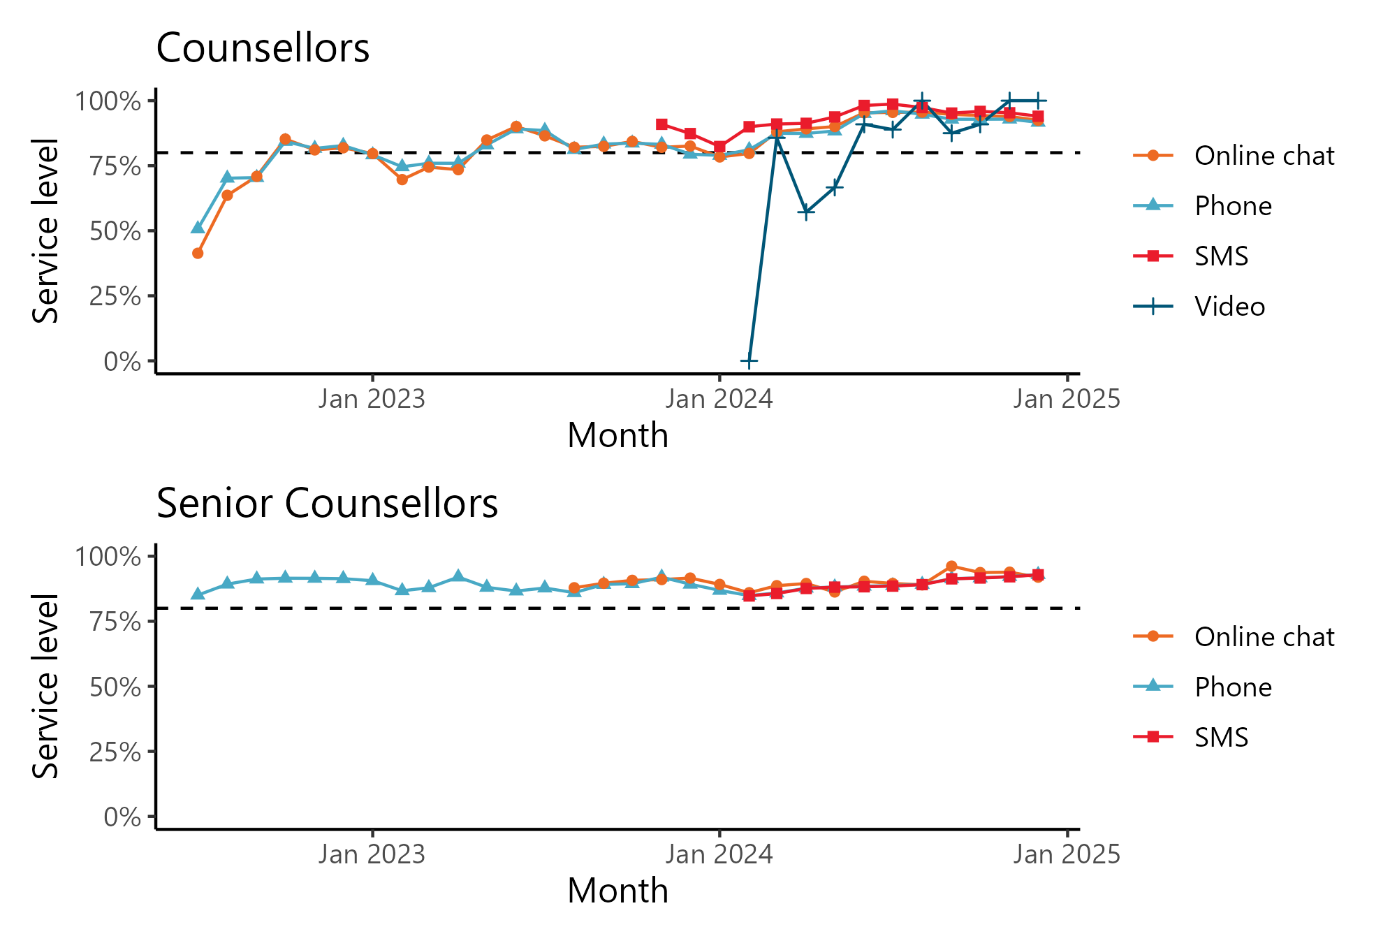 Counsellors
Service level
100%
75%
50%
25%
0%
Jan 2023
Jan 2024
Jan 2025
Month
Online chat
Phone
SMS
Video
Senior Counsellors
Service level
100%
75%
50%
25%
0%
Jan 2023
Jan 2024
Jan 2025
Month
Online chat
Phone
SMS